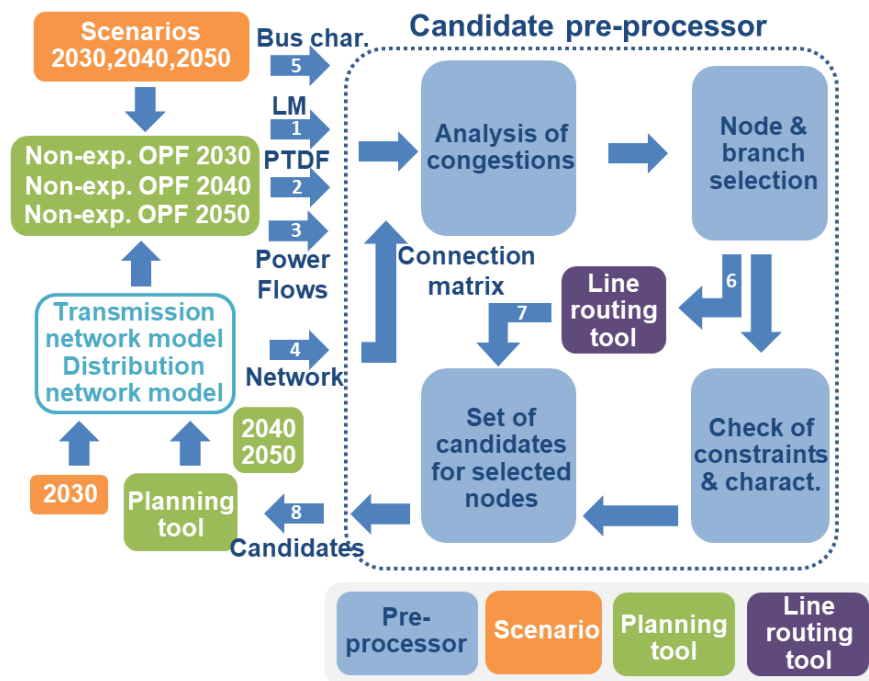 Scenarios
2030,2040,2050
Bus char.
5
Candidate pre-processor
LM
1
PTDF
2
3
Power
Flows
Non-exp. OPF 2030
Non-exp. OPF 2040
Non-exp. OPF 2050
Analysis of
congestions
Node &
branch
selection
Connection
matrix
6
Line
routing
tool
7
Transmission
network model
Distribution
network model
4
Network
2040
2050
2030
Planning
tool
8
Candidates
Set of
candidates
for selected
nodes
Check of
constraints
& charact.
Pre-
processor
Scenario
Planning
tool
Line
routing
tool